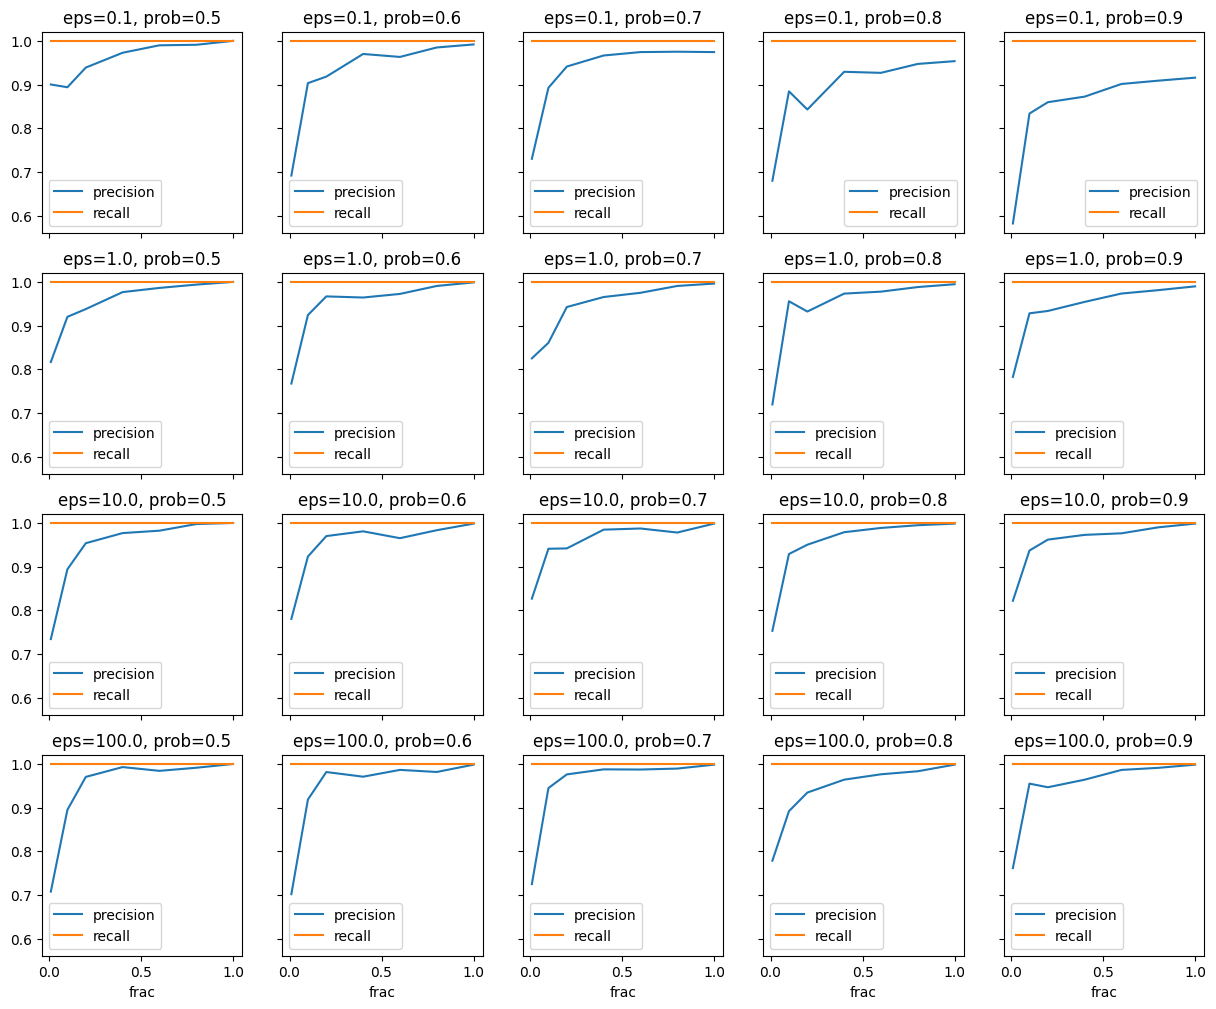 eps=0.1, prob=0.5 eps=0.1, prob=0.6 eps=0.1, prob=0.7 eps=0.1, prob=0.8 eps=0.1, prob=0.9
1.0
0.9
0.8
0.7
0.6
precision precision precision precision precision
recall recall recall recall recall
eps=1.0, prob=0.5 eps=1.0, prob=0.6 eps=1.0, prob=0.7 eps=1.0, prob=0.8 eps=1.0, prob=0.9
1.0
0.9
0.8
0.7
0.6
precision precision precision precision precision
recall recall recall recall recall
eps=10.0, prob=0.5 eps=10.0, prob=0.6 eps=10.0, prob=0.7 eps=10.0, prob=0.8 eps=10.0, prob=0.9
1.0
0.9
0.8
0.7
0.6
precision precision precision precision precision
recall recall recall recall recall
eps=100.0, prob=0.5 eps=100.0, prob=0.6 eps=100.0, prob=0.7 eps=100.0, prob=0.8 eps=100.0, prob=0.9
1.0
0.9
0.8
0.7
0.6
precision precision precision precision precision
recall recall recall recall recall
0.0 0.5 1.0 0.0 0.5 1.0 0.0 0.5 1.0 0.0 0.5 1.0 0.0 0.5 1.0
frac frac frac frac frac